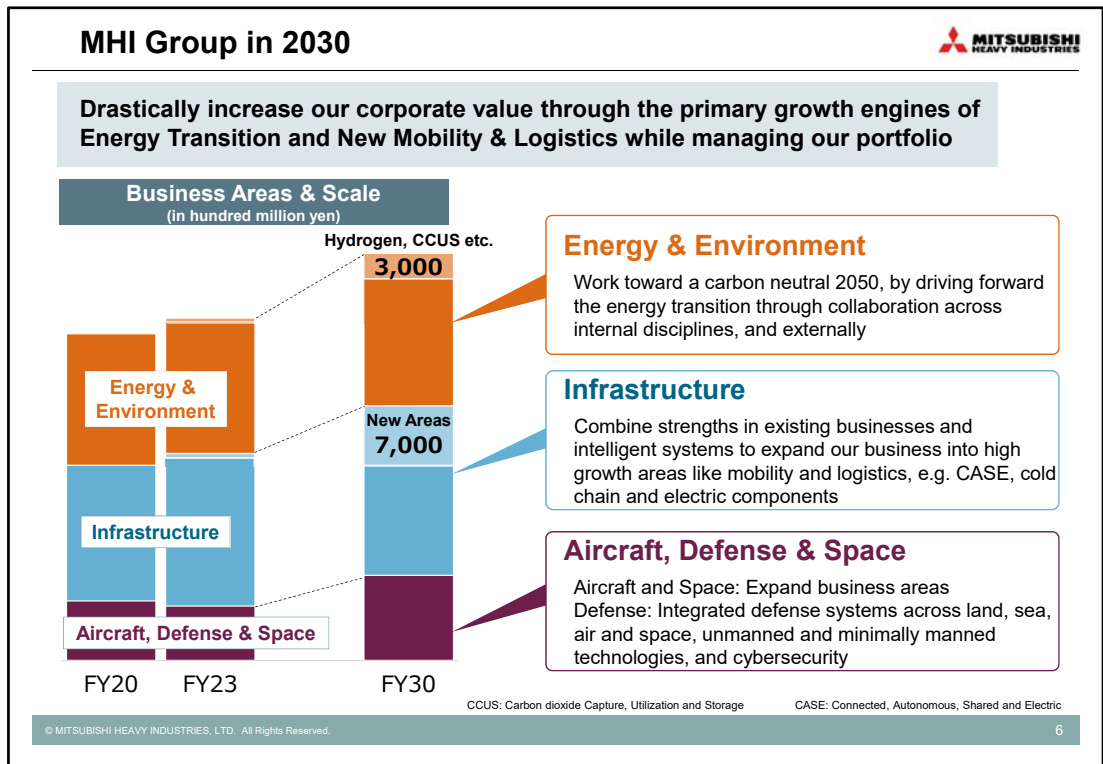 MHI Group in 2030
MITSUBISHI
HEAVY INDUSTRIES
Drastically increase our corporate value through the primary growth engines of
Energy Transition and New Mobility & Logistics while managing our portfolio
Business Areas & Scale
(in hundred million yen)
Hydrogen, CCUS etc.
3,000
Energy &
Environment
New Areas
7,000
Infrastructure
Aircraft, Defense & Space
FY20
FY23
FY30
Energy & Environment
Work toward a carbon neutral 2050, by driving forward
the energy transition through collaboration across
internal disciplines, and externally
Infrastructure
Combine strengths in existing businesses and
intelligent systems to expand our business into high
growth areas like mobility and logistics, e.g. CASE, cold
chain and electric components
Aircraft, Defense & Space
Aircraft and Space: Expand business areas
Defense: Integrated defense systems across land, sea,
air and space, unmanned and minimally manned
technologies, and cybersecurity
CCUS: Carbon dioxide Capture, Utilization and Storage
CASE: Connected, Autonomous, Shared and Electric
© MITSUBISHI HEAVY INDUSTRIES, LTD. All Rights Reserved.
6